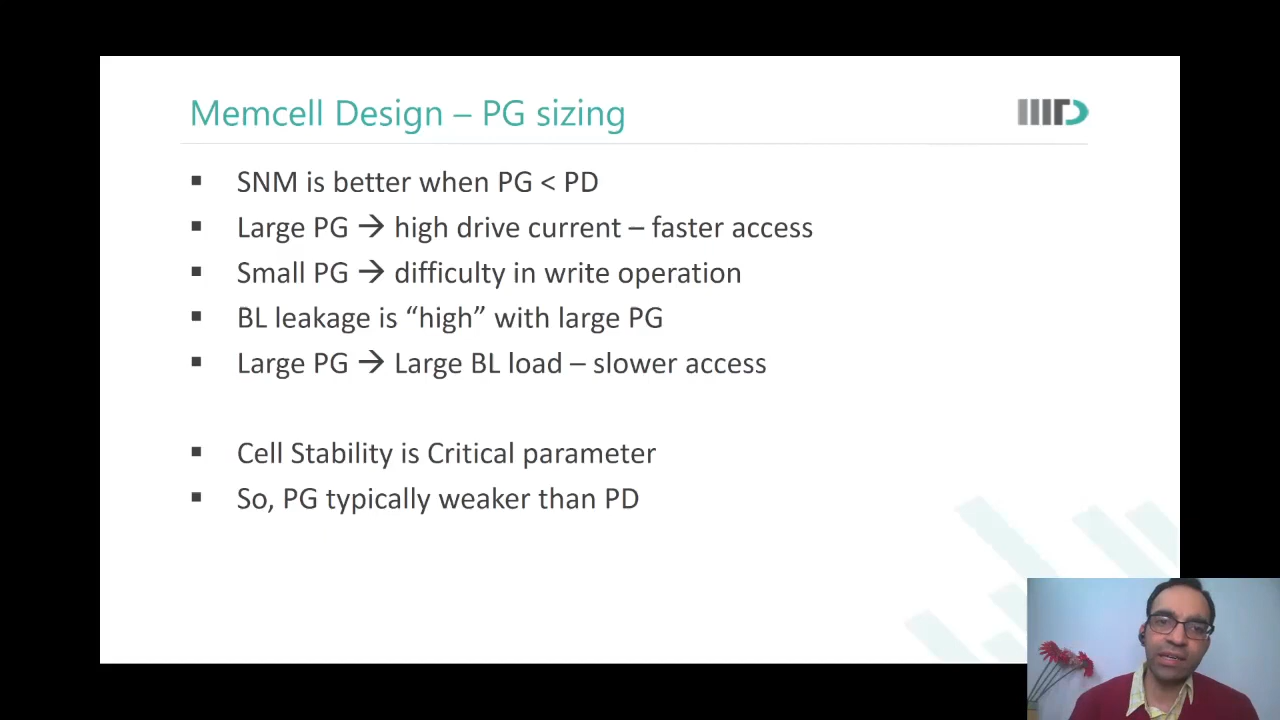 Memcell Design – PG sizing
IIITD
▪ SNM is better when PG < PD
▪ Large PG → high drive current – faster access
▪ Small PG → difficulty in write operation
▪ BL leakage is “high” with large PG
▪ Large PG → Large BL load – slower access
▪ Cell Stability is Critical parameter
▪ So, PG typically weaker than PD